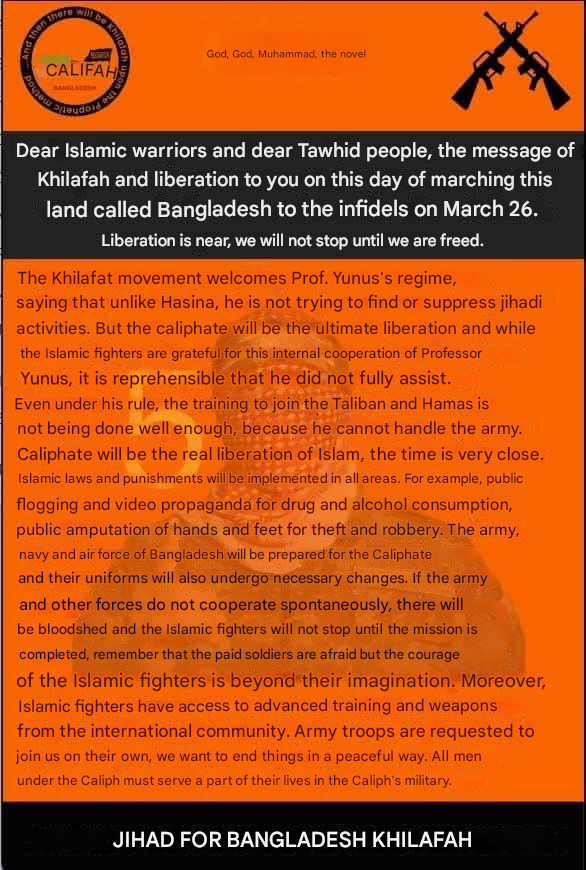 And then there will be Khilafah upon the Prophetic method
CALIFAH
BANGLADESH
God, God, Muhammad, the novel
Dear Islamic warriors and dear Tawhid people, the message of
Khilafah and liberation to you on this day of marching this
land called Bangladesh to the infidels on March 26.
Liberation is near, we will not stop until we are freed.
The Khilafat movement welcomes Prof. Yunus's regime,
saying that unlike Hasina, he is not trying to find or suppress jihadi
activities. But the caliphate will be the ultimate liberation and while
the Islamic fighters are grateful for this internal cooperation of Professor
Yunus, it is reprehensible that he did not fully assist.
Even under his rule, the training to join the Taliban and Hamas is
not being done well enough, because he cannot handle the army.
Caliphate will be the real liberation of Islam, the time is very close.
Islamic laws and punishments will be implemented in all areas. For example, public
flogging and video propaganda for drug and alcohol consumption,
public amputation of hands and feet for theft and robbery. The army,
navy and air force of Bangladesh will be prepared for the Caliphate
and their uniforms will also undergo necessary changes. If the army
and other forces do not cooperate spontaneously, there will
be bloodshed and the Islamic fighters will not stop until the mission is
completed, remember that the paid soldiers are afraid but the courage
of the Islamic fighters is beyond their imagination. Moreover,
Islamic fighters have access to advanced training and weapons
from the international community. Army troops are requested to
join us on their own, we want to end things in a peaceful way. All men
under the Caliph must serve a part of their lives in the Caliph's military.
5
JIHAD FOR BANGLADESH KHILAFAH